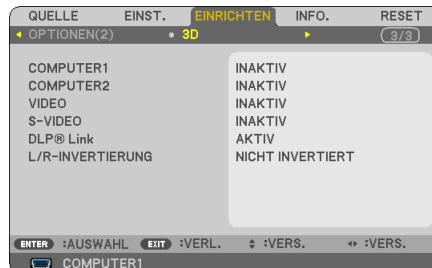 QUELLE EINST. EINRICHTEN INFO. RESET
OPTIONEN(2) 3D 3/3
COMPUTER1 INAKTIV
COMPUTER2 INAKTIV
VIDEO INAKTIV
S-VIDEO INAKTIV
DLP® Link AKTIV
L/R-INVERTIERUNG NICHT INVERTIERT
ENTER :AUSWAHL EXIT :VERL. :VERS. :VERS.
COMPUTER1